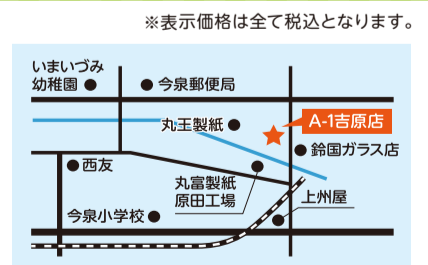 ※表示価格は全て税込となります。
いまいづみ
幼稚園
今泉郵便局
丸王製紙
A-1吉原店
鈴国ガラス店
西友
丸富製紙
原田工場
上州屋
今泉小学校